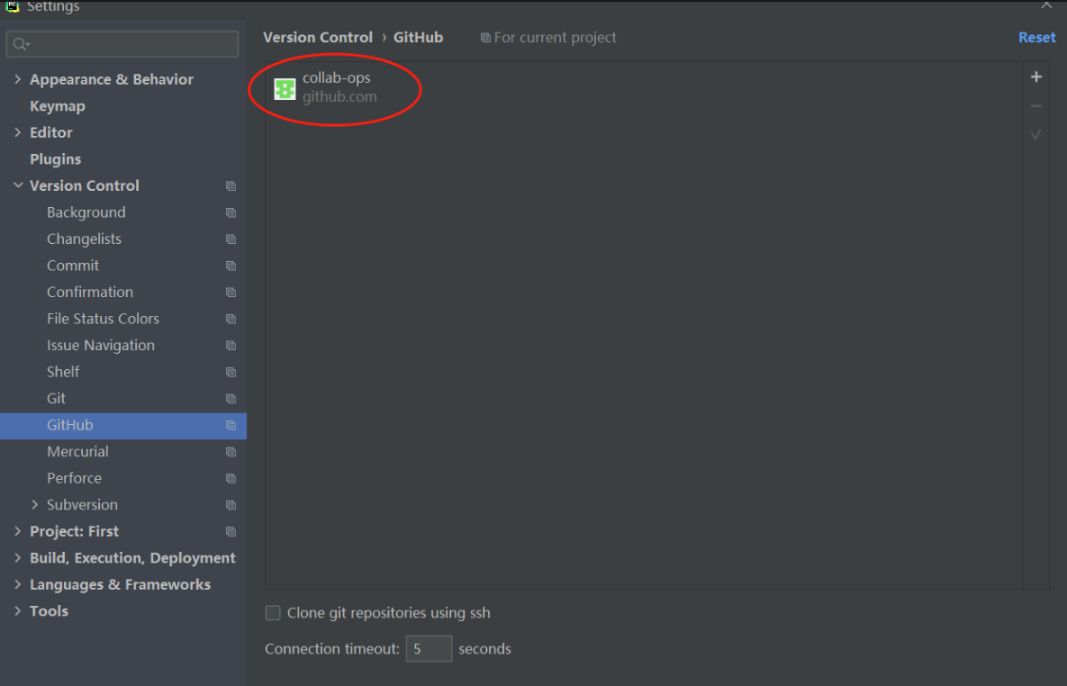 Settings
Version Control › GitHub For current project Reset
collab-ops
github.com
Appearance & Behavior
Keymap
Editor
Plugins
Version Control
Background
Changelists
Commit
Confirmation
File Status Colors
Issue Navigation
Shelf
Git
GitHub
Mercurial
Perforce
Subversion
Project: First
Build, Execution, Deployment
Languages & Frameworks
Tools
Clone git repositories using ssh
Connection timeout: 5 seconds